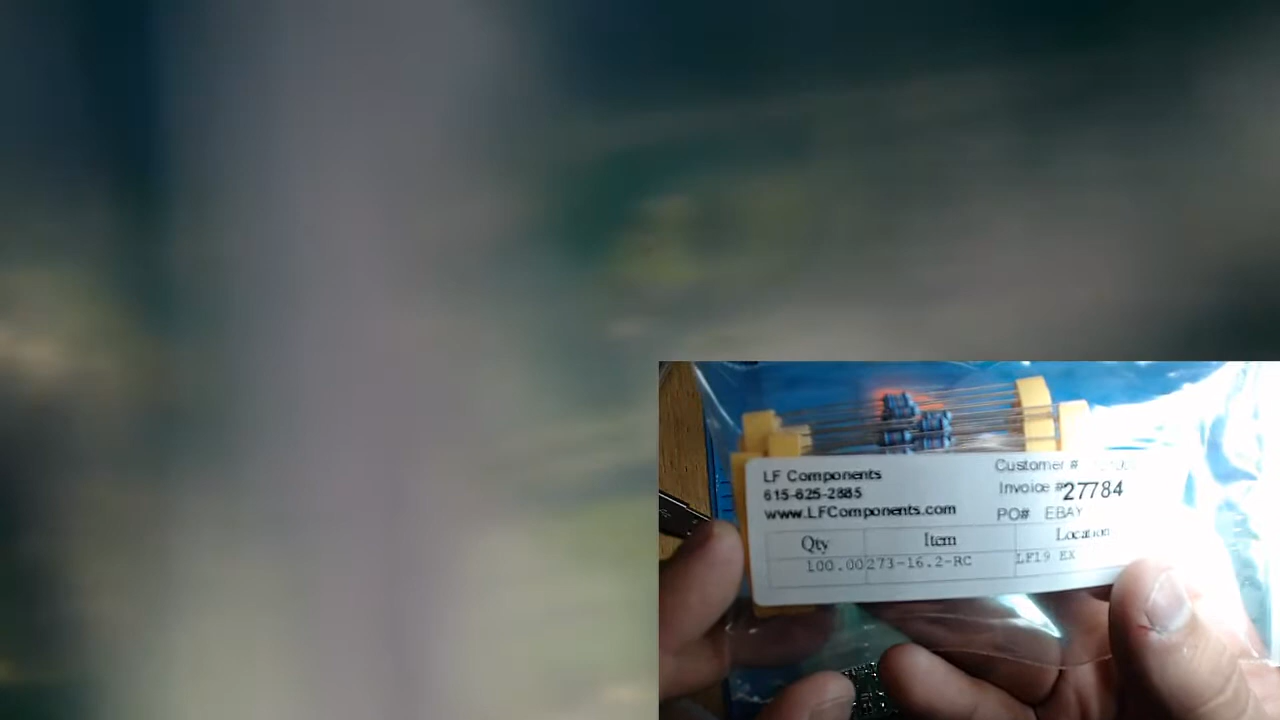 LF Components
615-625-2885
www.LFComponents.com
Customer #
Invoice #27784
PO# EBAY
Qty Item Location
100.00 273-16.2-RC LF19 EX